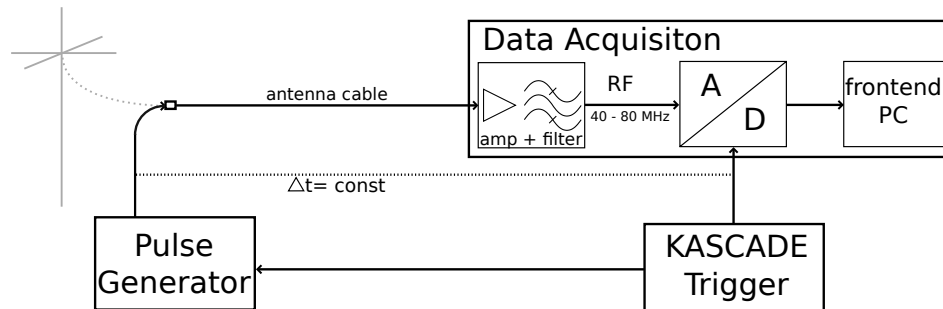 Data Acquisiton
antenna cable
RF
40 - 80 MHz
amp + filter
A
D
frontend
PC
△t= const
Pulse
Generator
KASCADE
Trigger